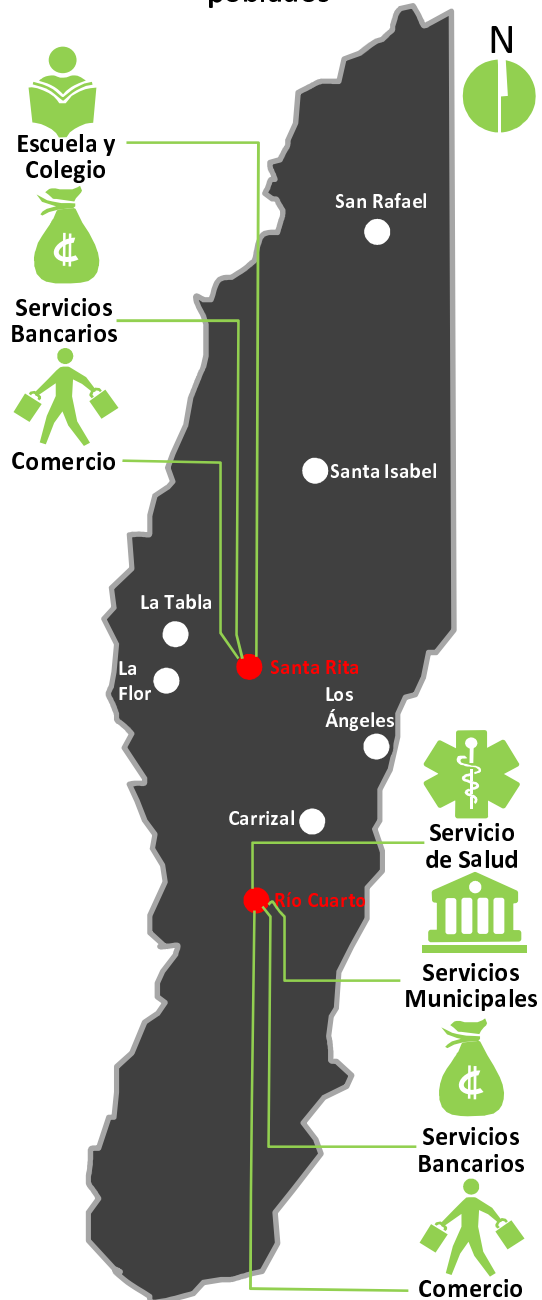 poblados
N
Escuela y
Colegio
San Rafael
₡
Servicios
Bancarios
Comercio
Santa Isabel
La Tabla
La
Flor
Santa Rita
Los
Ángeles
Carrizal
Servicio
de Salud
Río Cuarto
Servicios
Municipales
₡
Servicios
Bancarios
Comercio